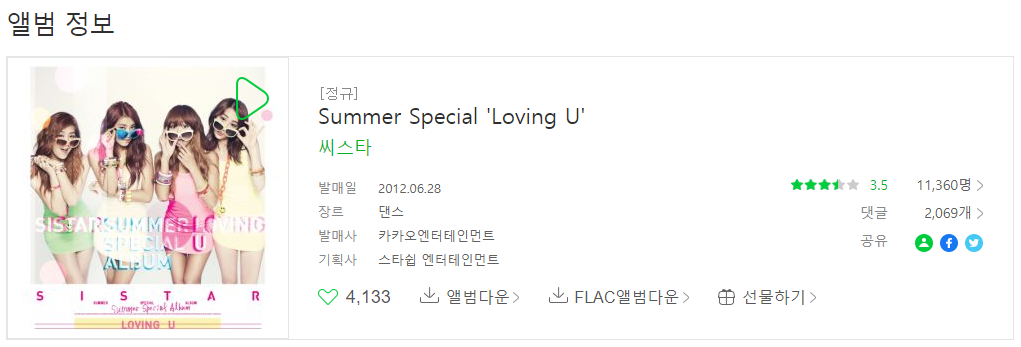 앨범 정보
SISTAR SUMMER LOVING
SPECIAL U
ALBUM
SISTAR
SUMMER SPECIAL ALBUM
Summer Special Album
LOVING U
[정규]
Summer Special 'Loving U'
씨스타
발매일 2012.06.28
장르 댄스
발매사 카카오엔터테인먼트
기획사 스타쉽 엔터테인먼트
3.5 11,360명
댓글 2,069개
공유
4,133 앨범다운 FLAC앨범다운 선물하기